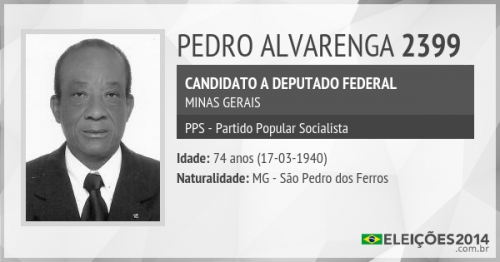 PEDRO ALVARENGA 2399
CANDIDATO A DEPUTADO FEDERAL
MINAS GERAIS
PPS - Partido Popular Socialista
Idade: 74 anos (17-03-1940)
Naturalidade: MG - São Pedro dos Ferros
ELEIÇÕES2014
.com.br